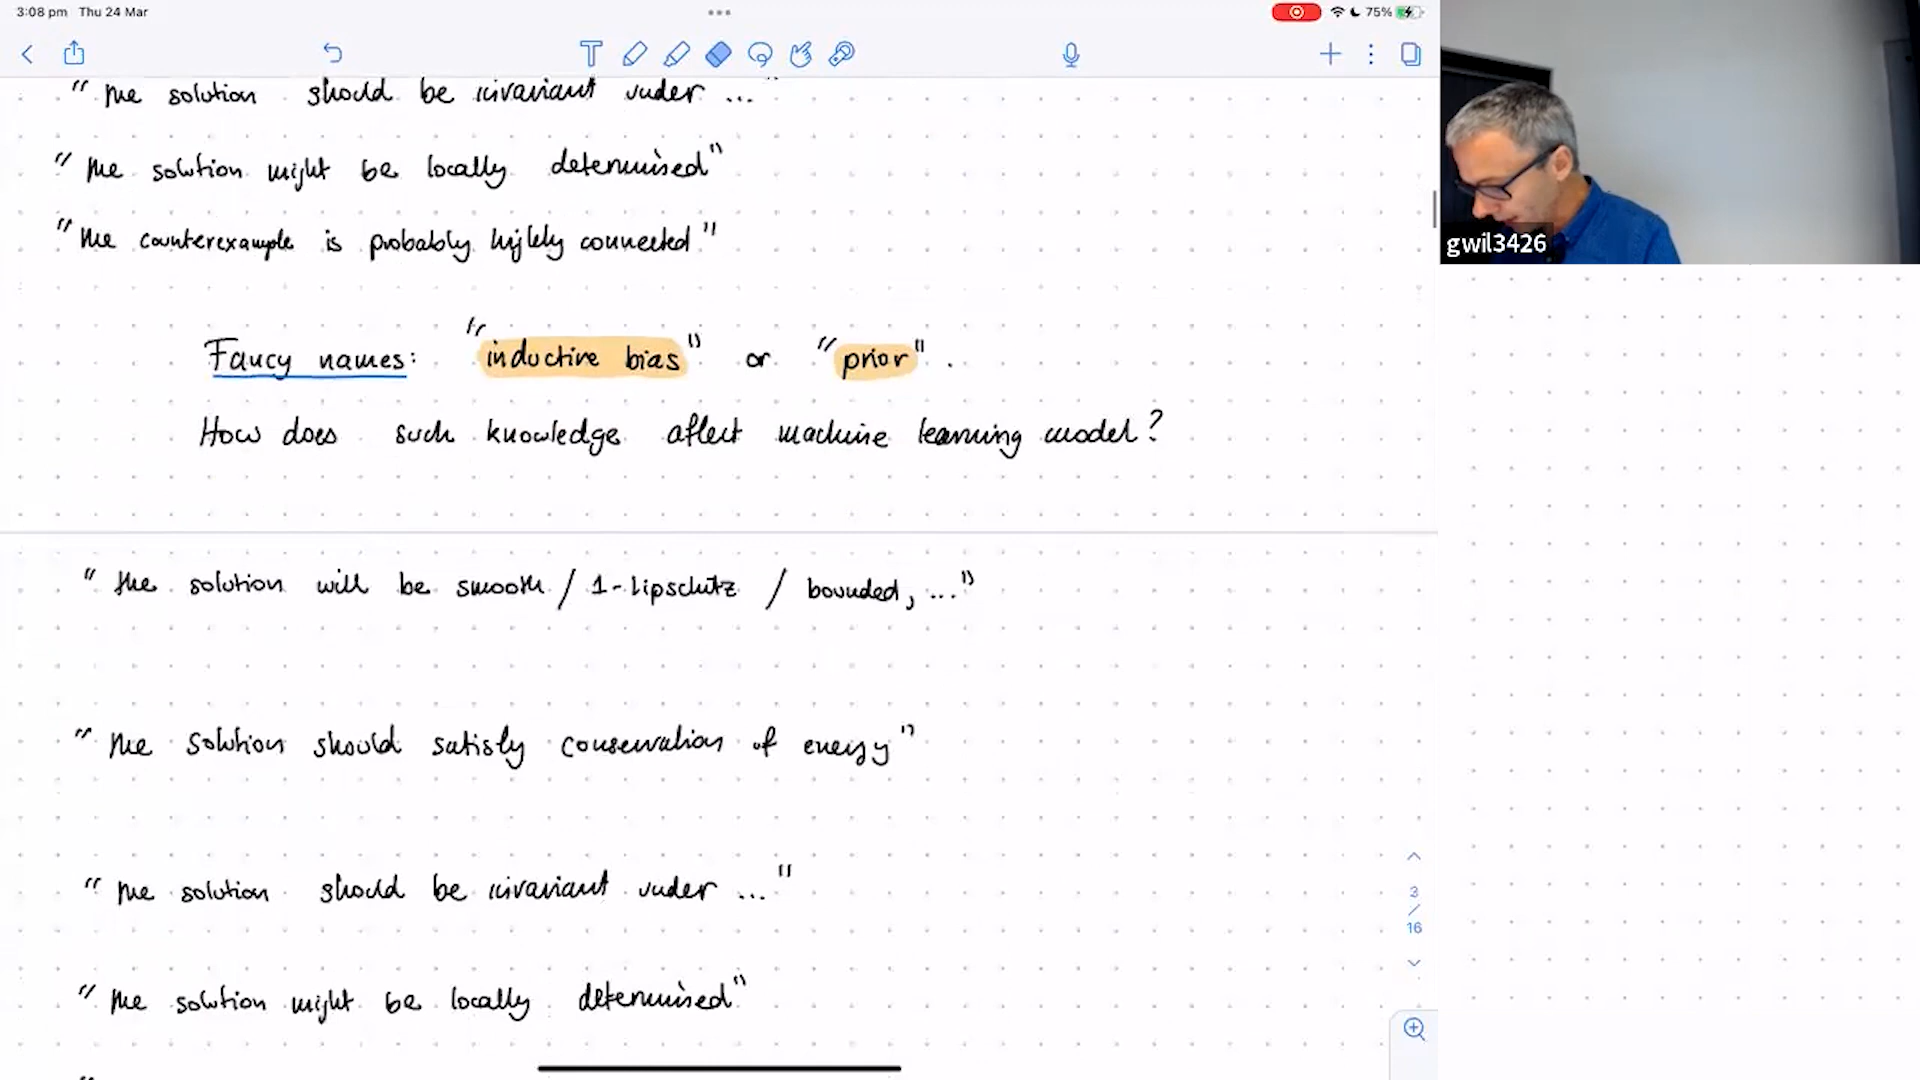 3:08 pm Thu 24 Mar
75%
"the solution should be invariant under ..."
"the solution might be locally determined"
"the counterexample is probably highly connected"
Fancy names: "inductive bias" or "prior".
How does such knowledge affect machine learning model?
"the solution will be smooth / 1-lipschitz / bounded, ..."
"the solution should satisfy conservation of energy"
"the solution should be invariant under ..."
"the solution might be locally determined"
3
/
16
gwil3426